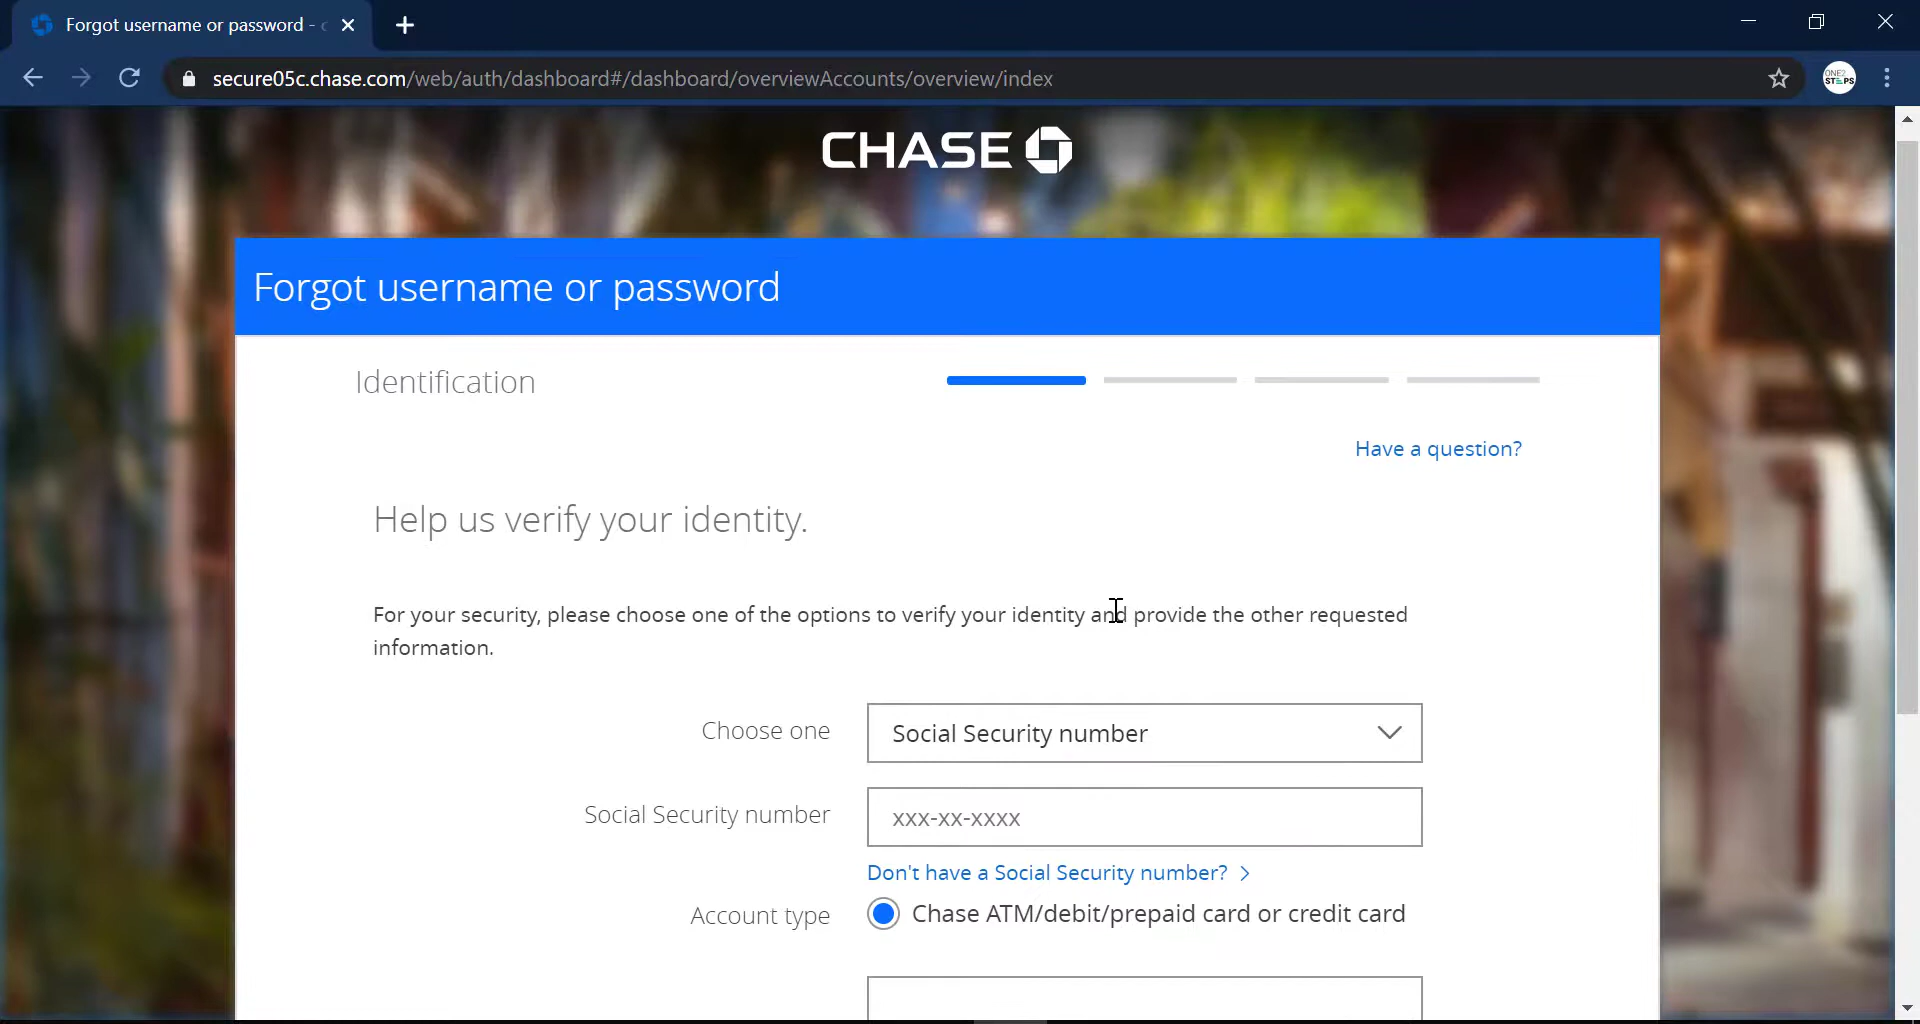 Forgot username or password - c
secure05c.chase.com/web/auth/dashboard#/dashboard/overviewAccounts/overview/index
ONE2
STEPS
CHASE
Forgot username or password
Identification
Have a question?
Help us verify your identity.
For your security, please choose one of the options to verify your identity and provide the other requested
information.
Choose one
Social Security number
Social Security number
xxx-xx-xxxx
Don't have a Social Security number?
Account type
Chase ATM/debit/prepaid card or credit card